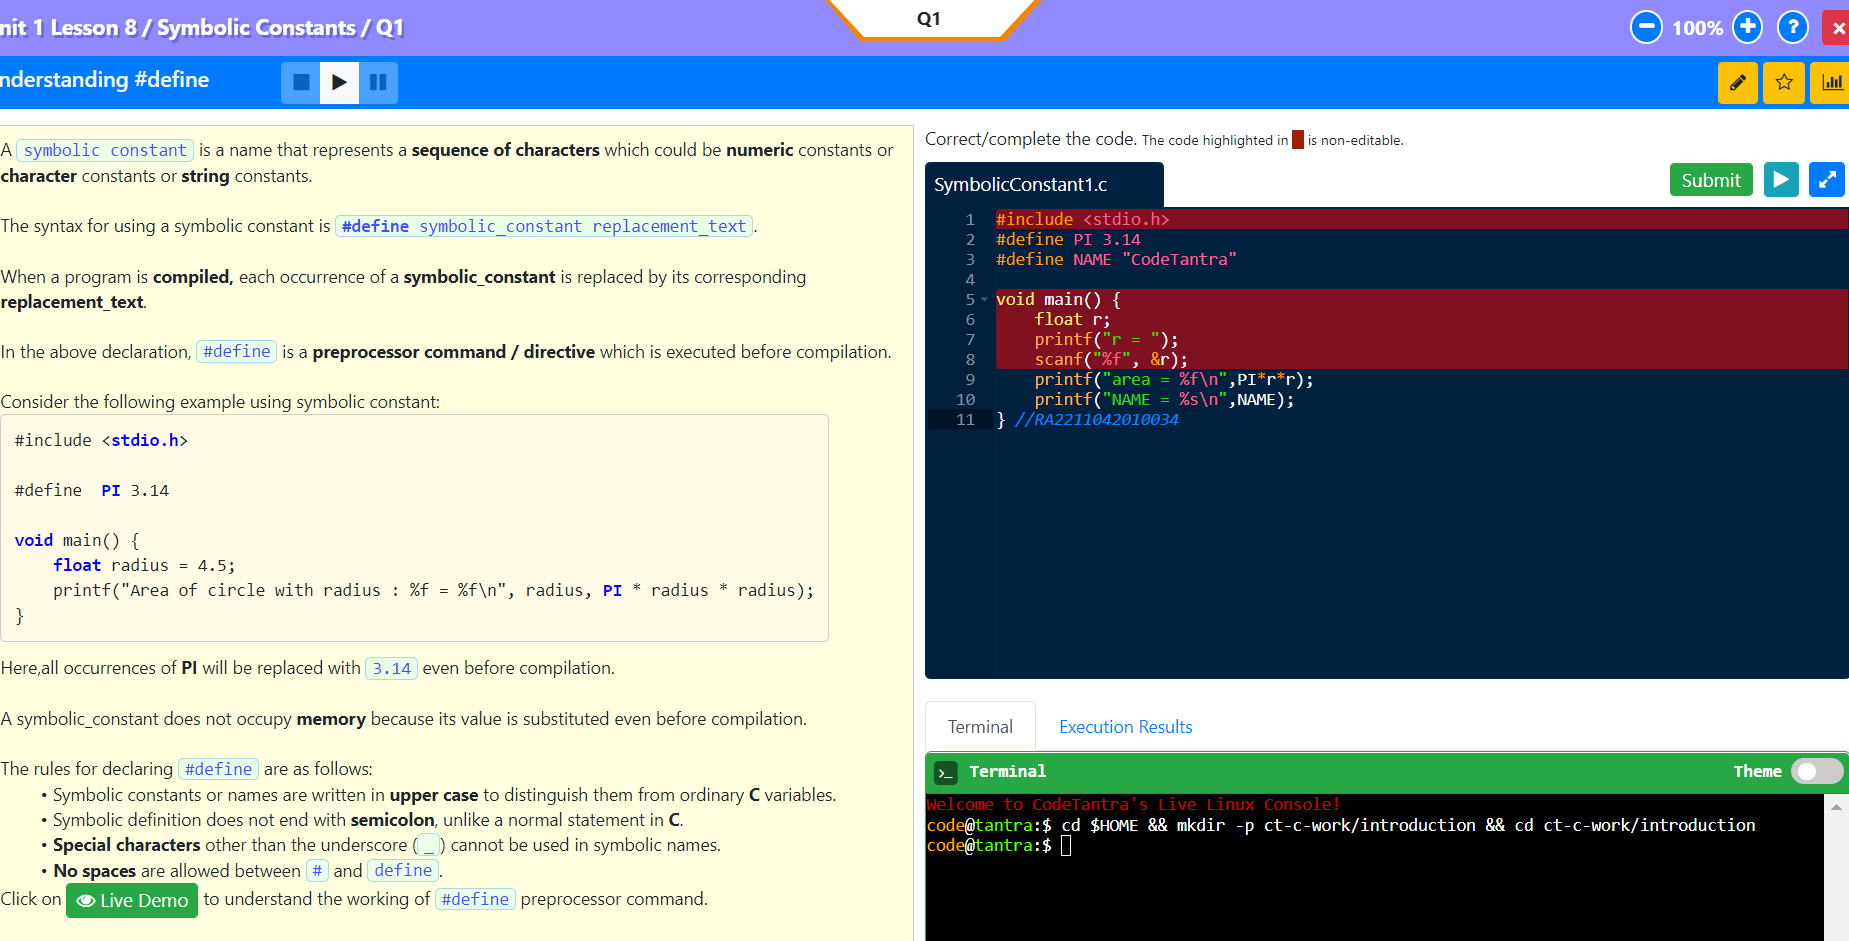 nit 1 Lesson 8 / Symbolic Constants / Q1
Q1
100%
?
nderstanding #define
A symbolic constant is a name that represents a sequence of characters which could be numeric constants or
character constants or string constants.
The syntax for using a symbolic constant is #define symbolic_constant replacement_text.
When a program is compiled, each occurrence of a symbolic_constant is replaced by its corresponding
replacement_text.
In the above declaration, #define is a preprocessor command / directive which is executed before compilation.
Consider the following example using symbolic constant:
#include <stdio.h>
#define  PI 3.14
void main() {
    float radius = 4.5;
    printf("Area of circle with radius : %f = %f\n", radius, PI * radius * radius);
}
Here,all occurrences of PI will be replaced with 3.14 even before compilation.
A symbolic_constant does not occupy memory because its value is substituted even before compilation.
The rules for declaring #define are as follows:
• Symbolic constants or names are written in upper case to distinguish them from ordinary C variables.
• Symbolic definition does not end with semicolon, unlike a normal statement in C.
• Special characters other than the underscore ( _ ) cannot be used in symbolic names.
• No spaces are allowed between # and define.
Click on Live Demo to understand the working of #define preprocessor command.
Correct/complete the code. The code highlighted in is non-editable.
SymbolicConstant1.c
Submit
1 #include <stdio.h>
2 #define PI 3.14
3 #define NAME "CodeTantra"
4
5 void main() {
6     float r;
7     printf("r = ");
8     scanf("%f", &r);
9     printf("area = %f\n",PI*r*r);
10     printf("NAME = %s\n",NAME);
11 } //RA2211042010034
Terminal
Execution Results
>_ Terminal
Theme
Welcome to CodeTantra's Live Linux Console!
code@tantra:$ cd $HOME && mkdir -p ct-c-work/introduction && cd ct-c-work/introduction
code@tantra:$